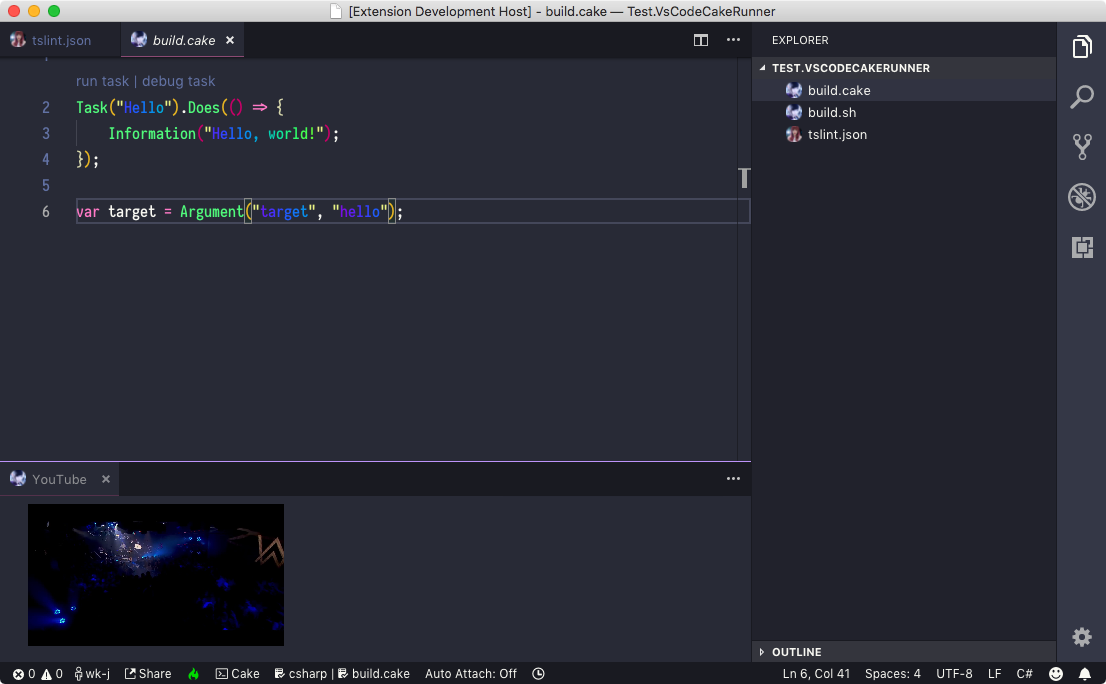 [Extension Development Host] - build.cake — Test.VsCodeCakeRunner
tslint.json
build.cake
run task | debug task
2 Task("Hello").Does(() => {
3 Information("Hello, world!");
4 });
5
6 var target = Argument("target", "hello");
YouTube
EXPLORER
TEST.VSCODECAKERUNNER
build.cake
build.sh
tslint.json
OUTLINE
0 0 wk-j Share Cake csharp | build.cake Auto Attach: Off Ln 6, Col 41 Spaces: 4 UTF-8 LF C#